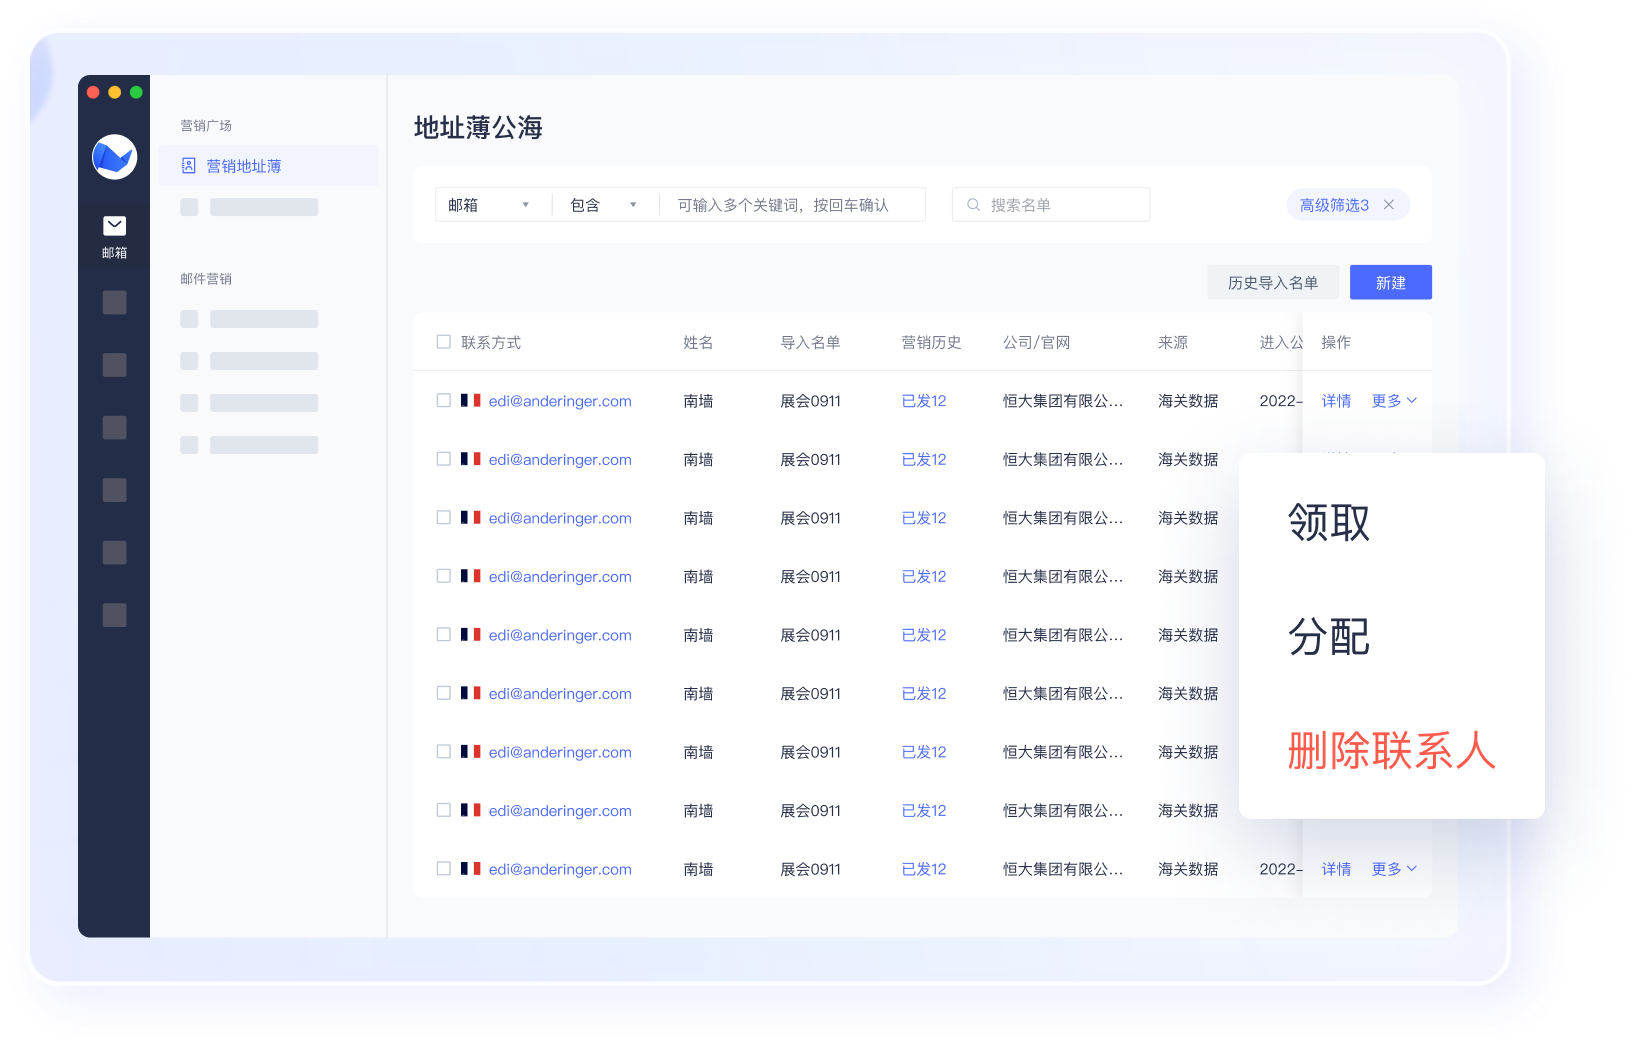 营销广场
营销地址薄
邮箱
邮件营销
地址薄公海
邮箱 包含 可输入多个关键词，按回车确认 搜索名单 高级筛选3
历史导入名单 新建
联系方式 姓名 导入名单 营销历史 公司/官网 来源 进入公 操作
edi@anderinger.com 南墙 展会0911 已发12 恒大集团有限公... 海关数据 2022- 详情 更多
edi@anderinger.com 南墙 展会0911 已发12 恒大集团有限公... 海关数据
edi@anderinger.com 南墙 展会0911 已发12 恒大集团有限公... 海关数据
edi@anderinger.com 南墙 展会0911 已发12 恒大集团有限公... 海关数据
edi@anderinger.com 南墙 展会0911 已发12 恒大集团有限公... 海关数据
edi@anderinger.com 南墙 展会0911 已发12 恒大集团有限公... 海关数据
edi@anderinger.com 南墙 展会0911 已发12 恒大集团有限公... 海关数据
edi@anderinger.com 南墙 展会0911 已发12 恒大集团有限公... 海关数据
edi@anderinger.com 南墙 展会0911 已发12 恒大集团有限公... 海关数据 2022- 详情 更多
领取
分配
删除联系人